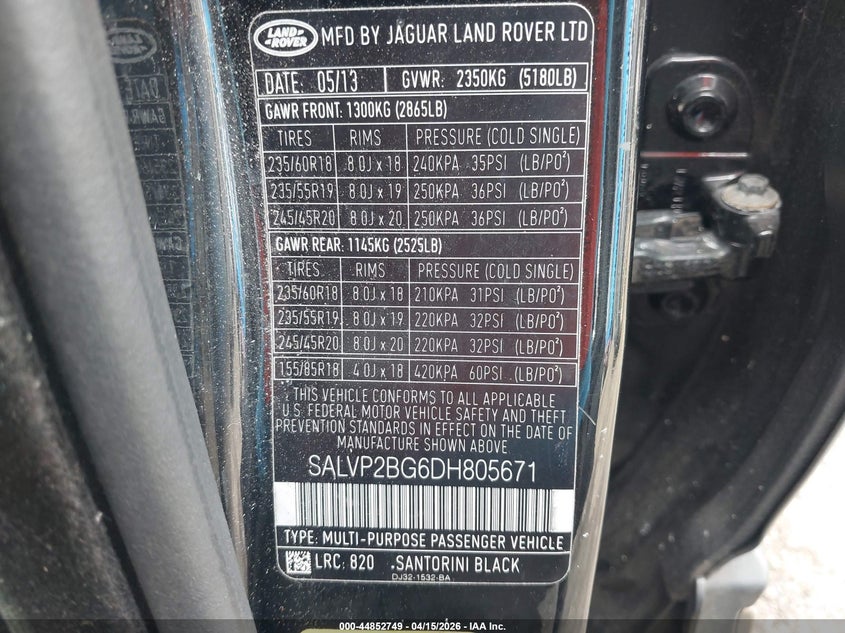 LAND ROVER MFD BY JAGUAR LAND ROVER LTD
DATE: 05/13 GVWR: 2350KG (5180LB)
GAWR FRONT: 1300KG (2865LB)
TIRES RIMS PRESSURE (COLD SINGLE)
235/60R18 8.0J x 18 240KPA 35PSI (LB/PO²)
235/55R19 8.0J x 19 250KPA 36PSI (LB/PO²)
245/45R20 8.0J x 20 250KPA 36PSI (LB/PO²)
GAWR REAR: 1145KG (2525LB)
TIRES RIMS PRESSURE (COLD SINGLE)
235/60R18 8.0J x 18 210KPA 31PSI (LB/PO²)
235/55R19 8.0J x 19 220KPA 32PSI (LB/PO²)
245/45R20 8.0J x 20 220KPA 32PSI (LB/PO²)
155/85R18 4.0J x 18 420KPA 60PSI (LB/PO²)
THIS VEHICLE CONFORMS TO ALL APPLICABLE
U.S. FEDERAL MOTOR VEHICLE SAFETY AND THEFT
PREVENTION STANDARDS IN EFFECT ON THE DATE OF
MANUFACTURE SHOWN ABOVE
SALVP2BG6DH805671
TYPE: MULTI-PURPOSE PASSENGER VEHICLE
LRC: 820 SANTORINI BLACK
DJ32-1532-BA
000-44852749 04/15/2026 - IAA Inc.